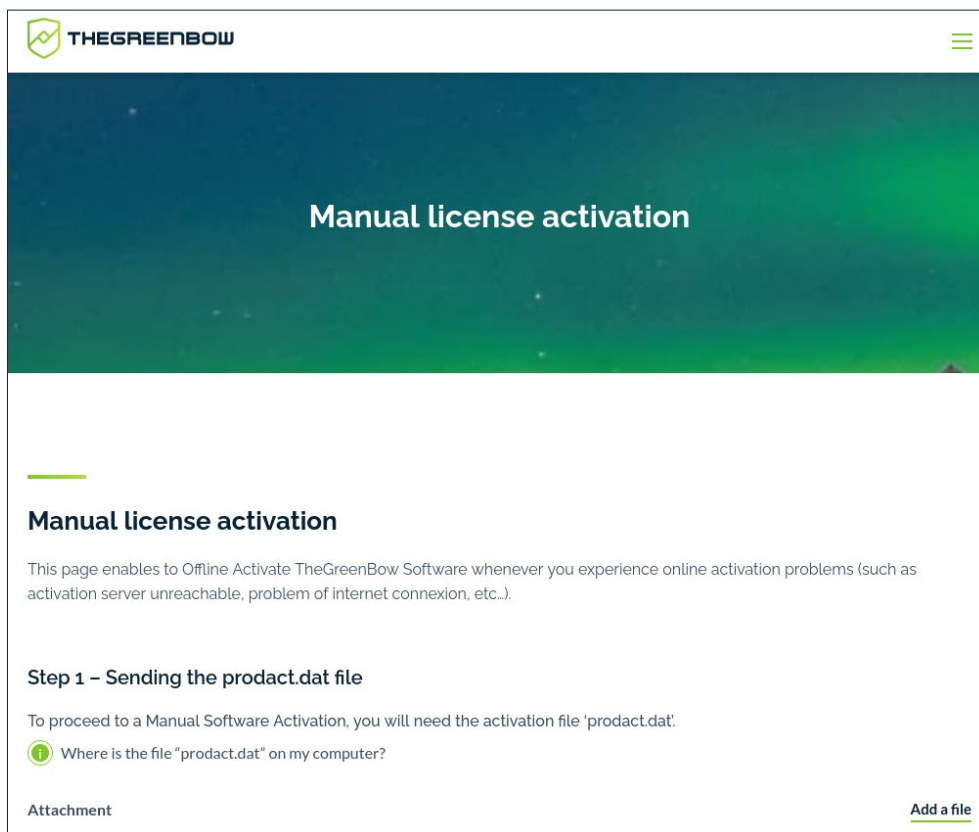 THEGREENBOW
Manual license activation
Manual license activation
This page enables to Offline Activate TheGreenBow Software whenever you experience online activation problems (such as
activation server unreachable, problem of internet connexion, etc…).
Step 1 – Sending the prodact.dat file
To proceed to a Manual Software Activation, you will need the activation file ‘prodact.dat’.
Where is the file “prodact.dat” on my computer?
Attachment
Add a file